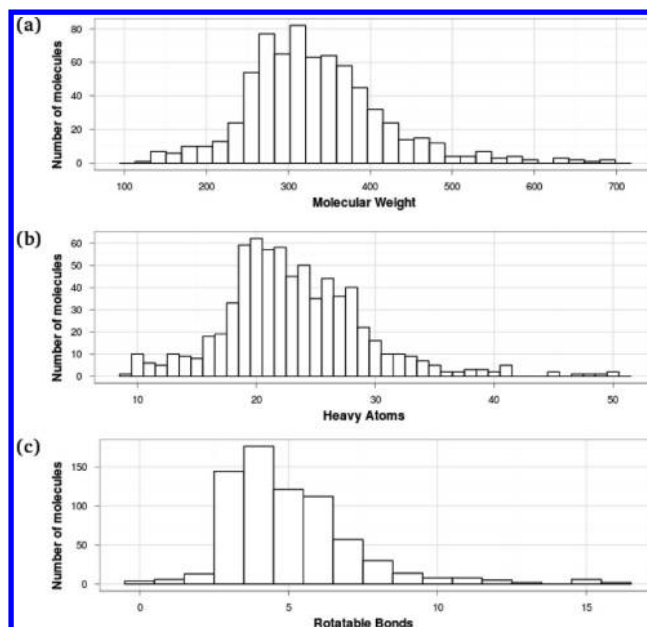 (a)
Number of molecules
80
60
40
20
0
100 200 300 400 500 600 700
Molecular Weight
(b)
Number of molecules
60
50
40
30
20
10
0
10 20 30 40 50
Heavy Atoms
(c)
Number of molecules
150
100
50
0
0 5 10 15
Rotatable Bonds